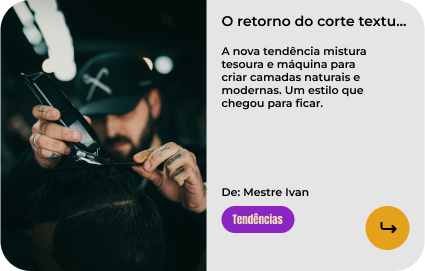 O retorno do corte textu...
A nova tendência mistura
tesoura e máquina para
criar camadas naturais e
modernas. Um estilo que
chegou para ficar.
De: Mestre Ivan
Tendências